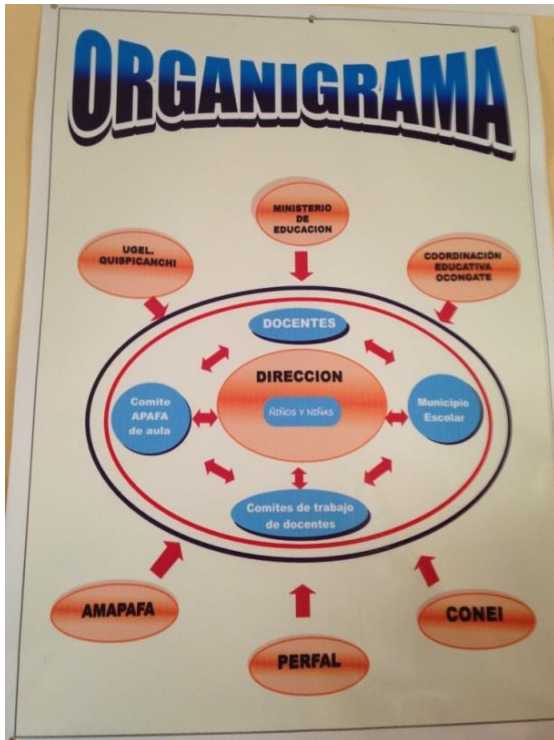 ORGANIGRAMA
MINISTERIO
DE
EDUCACION
UGEL.
QUISPICANCHI
COORDINACIÓN
EDUCATIVA
OCONGATE
DOCENTES
DIRECCION
NIÑOS Y NIÑAS
Comite
APAFA
de aula
Municipio
Escolar
Comites de trabajo
de docentes
AMAPAFA
CONEI
PERFAL